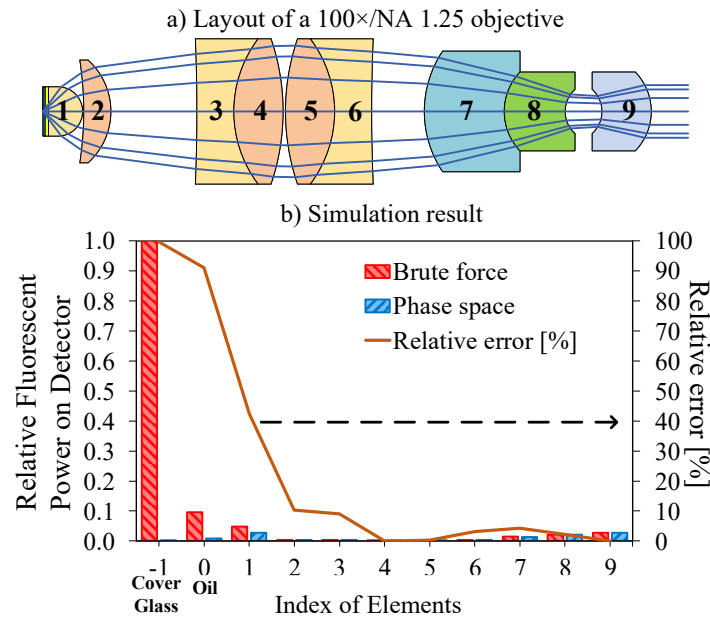 a) Layout of a 100×/NA 1.25 objective
1 2 3 4 5 6 7 8 9
b) Simulation result
Relative Fluorescent
Power on Detector
1.0
0.9
0.8
0.7
0.6
0.5
0.4
0.3
0.2
0.1
0.0
Brute force
Phase space
Relative error [%]
100
90
80
70
60
50
40
30
20
10
0
Relative error
[%]
-1 0 1 2 3 4 5 6 7 8 9
Cover
Glass
Oil
Index of Elements